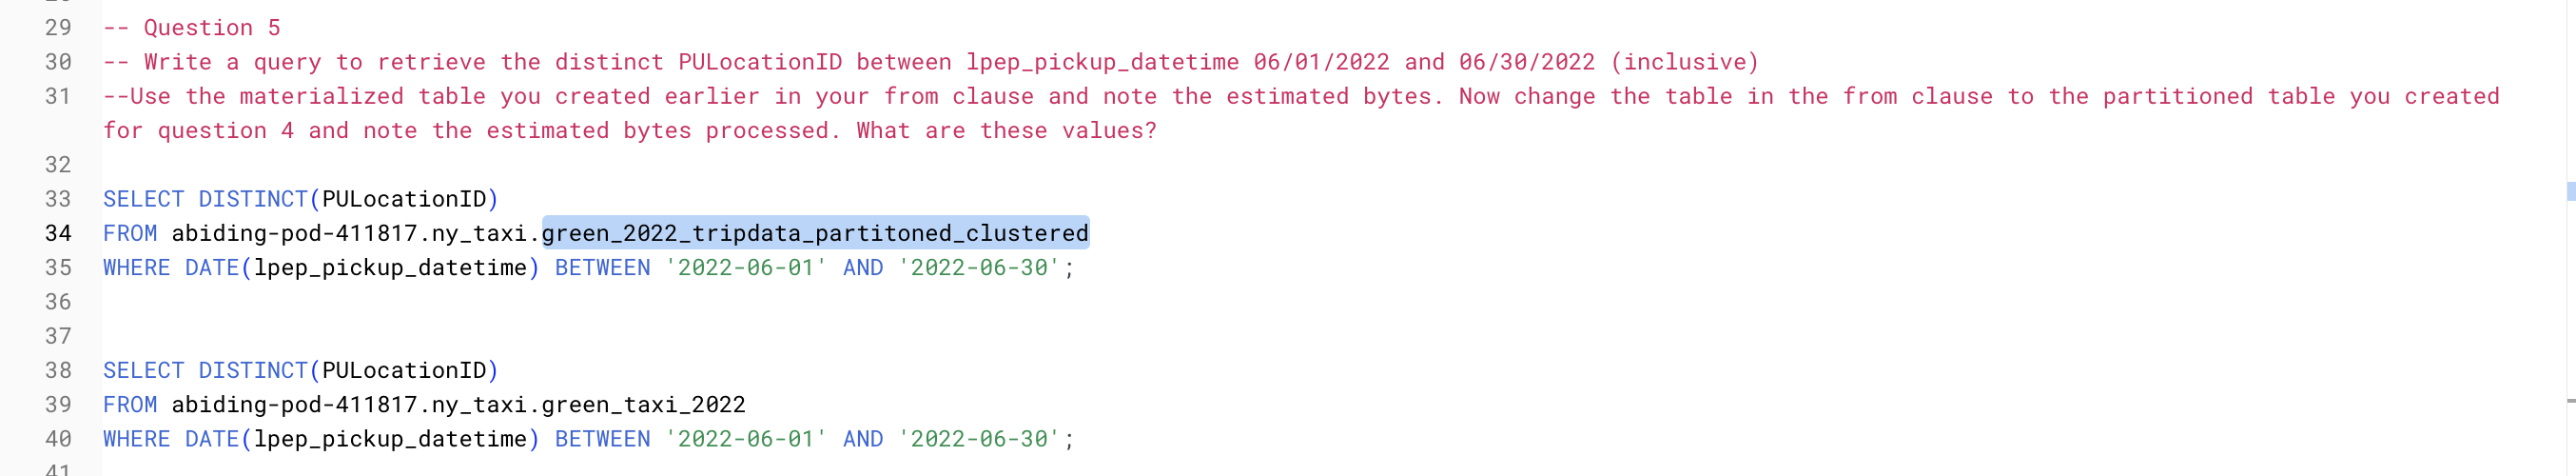 29 -- Question 5
30 -- Write a query to retrieve the distinct PULocationID between lpep_pickup_datetime 06/01/2022 and 06/30/2022 (inclusive)
31 --Use the materialized table you created earlier in your from clause and note the estimated bytes. Now change the table in the from clause to the partitioned table you created
for question 4 and note the estimated bytes processed. What are these values?
32
33 SELECT DISTINCT(PULocationID)
34 FROM abiding-pod-411817.ny_taxi.green_2022_tripdata_partitoned_clustered
35 WHERE DATE(lpep_pickup_datetime) BETWEEN '2022-06-01' AND '2022-06-30';
36
37
38 SELECT DISTINCT(PULocationID)
39 FROM abiding-pod-411817.ny_taxi.green_taxi_2022
40 WHERE DATE(lpep_pickup_datetime) BETWEEN '2022-06-01' AND '2022-06-30';
41